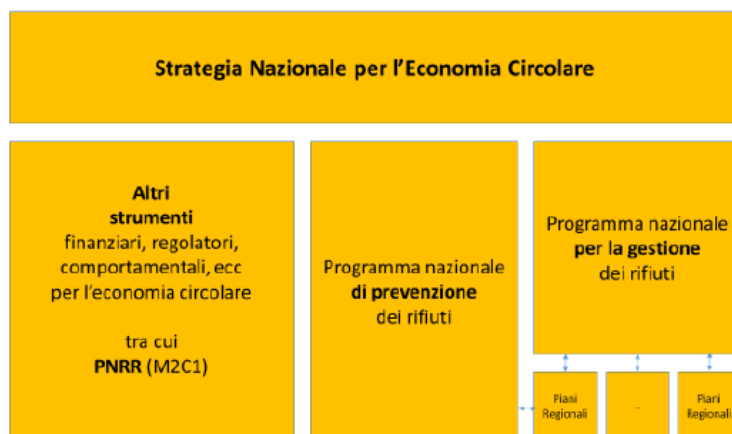 Strategia Nazionale per l'Economia Circolare
Altri
strumenti
finanziari, regolatori,
comportamentali, ecc
per l'economia circolare
tra cui
PNRR (M2C1)
Programma nazionale
di prevenzione
dei rifiuti
Programma nazionale
per la gestione
dei rifiuti
Piani
Regionali
...
Piani
Regionali